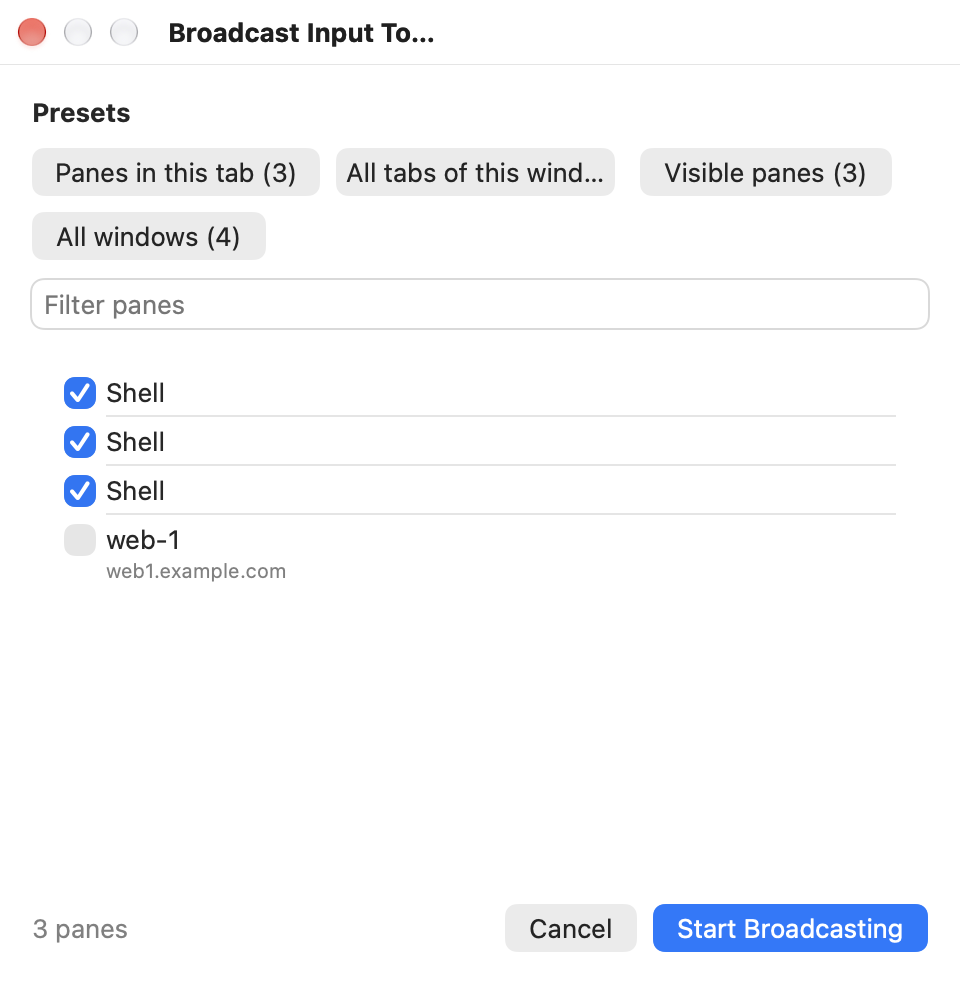 Broadcast Input To...
Presets
Panes in this tab (3) All tabs of this wind... Visible panes (3)
All windows (4)
Filter panes
Shell
Shell
Shell
web-1
web1.example.com
3 panes Cancel Start Broadcasting